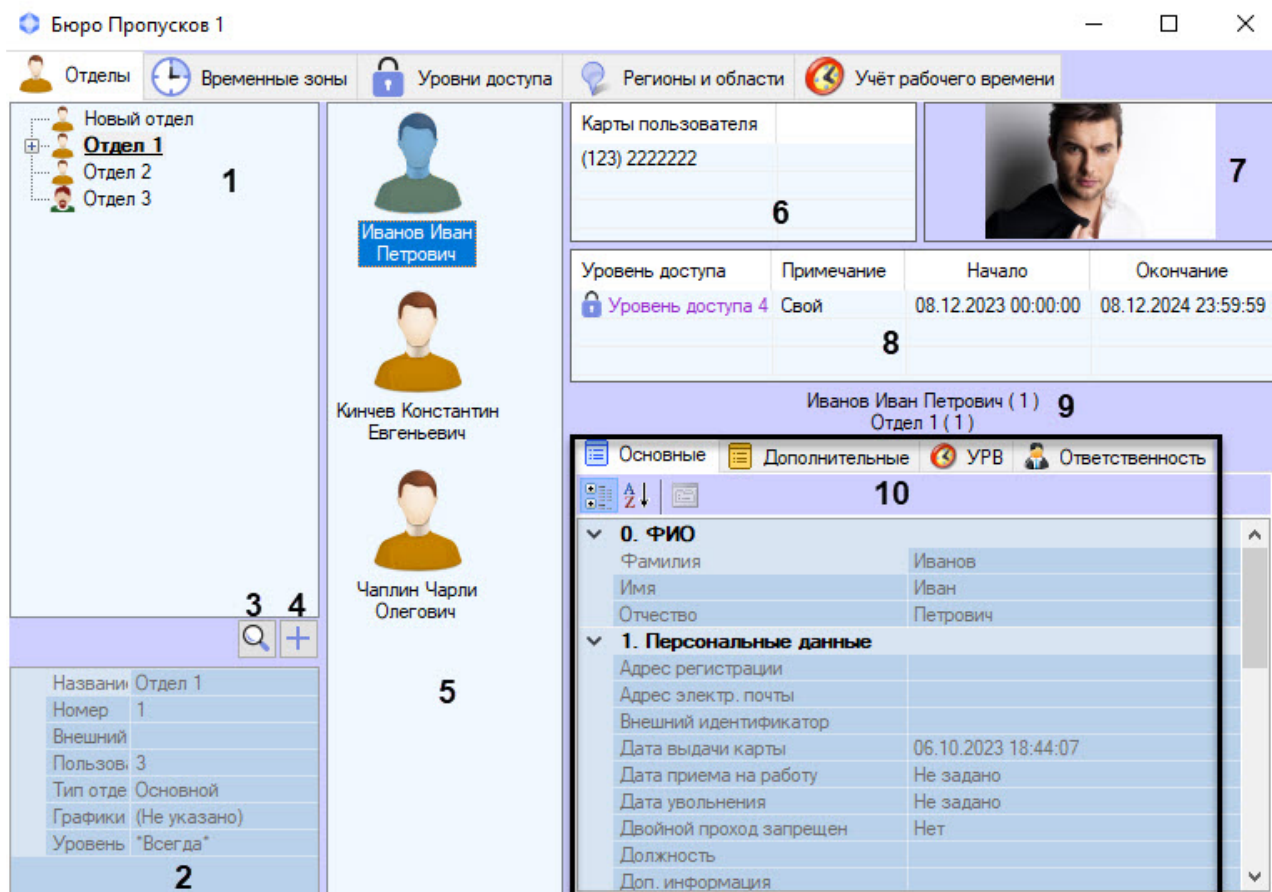 Бюро Пропусков 1
Отделы
Временные зоны
Уровни доступа
Регионы и области
Учёт рабочего времени
Новый отдел
Отдел 1
Отдел 2
Отдел 3
1
3 4
Названи Отдел 1
Номер 1
Внешний
Пользов 3
Тип отде Основной
Графики (Не указано)
Уровень *Всегда*
2
Иванов Иван
Петрович
Кинчев Константин
Евгеньевич
Чаплин Чарли
Олегович
5
Карты пользователя
(123) 2222222
6
7
Уровень доступа Примечание Начало Окончание
Уровень доступа 4 Свой 08.12.2023 00:00:00 08.12.2024 23:59:59
8
Иванов Иван Петрович ( 1 )
Отдел 1 ( 1 )
9
Основные Дополнительные УРВ Ответственность
10
0. ФИО
Фамилия Иванов
Имя Иван
Отчество Петрович
1. Персональные данные
Адрес регистрации
Адрес электр. почты
Внешний идентификатор
Дата выдачи карты 06.10.2023 18:44:07
Дата приема на работу Не задано
Дата увольнения Не задано
Двойной проход запрещен Нет
Должность
Доп. информация